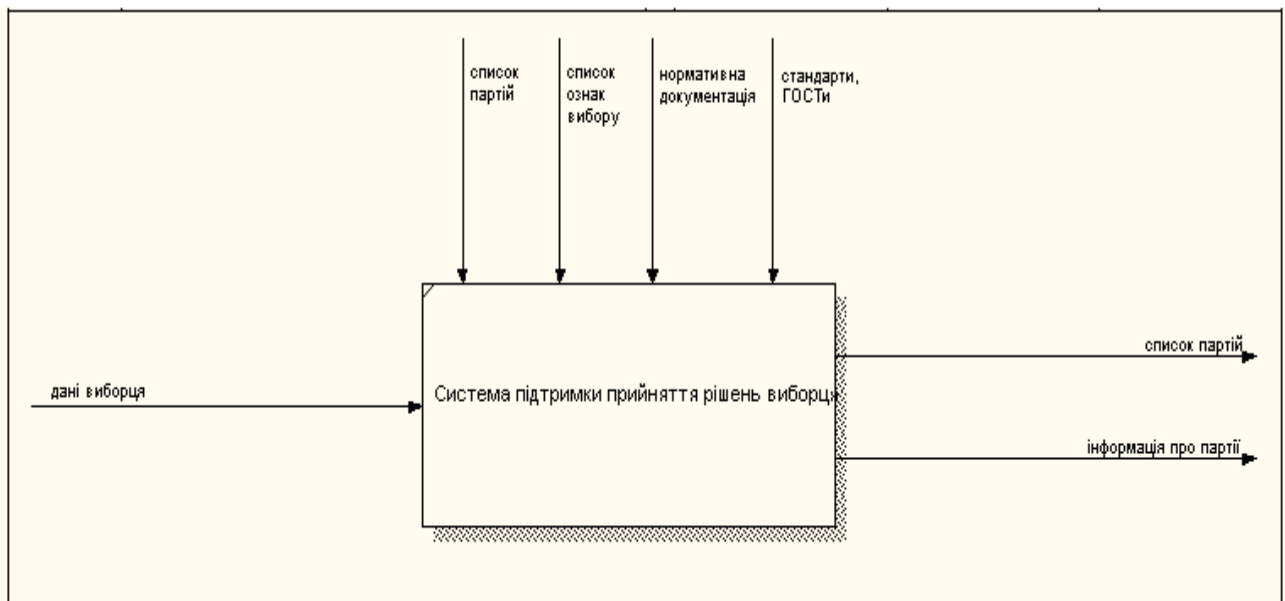 список
партій
список
ознак
вибору
нормативна
документація
стандарти,
ГОСТи
список партій
дані виборця
Система підтримки прийняття рішень виборця
інформація про партії